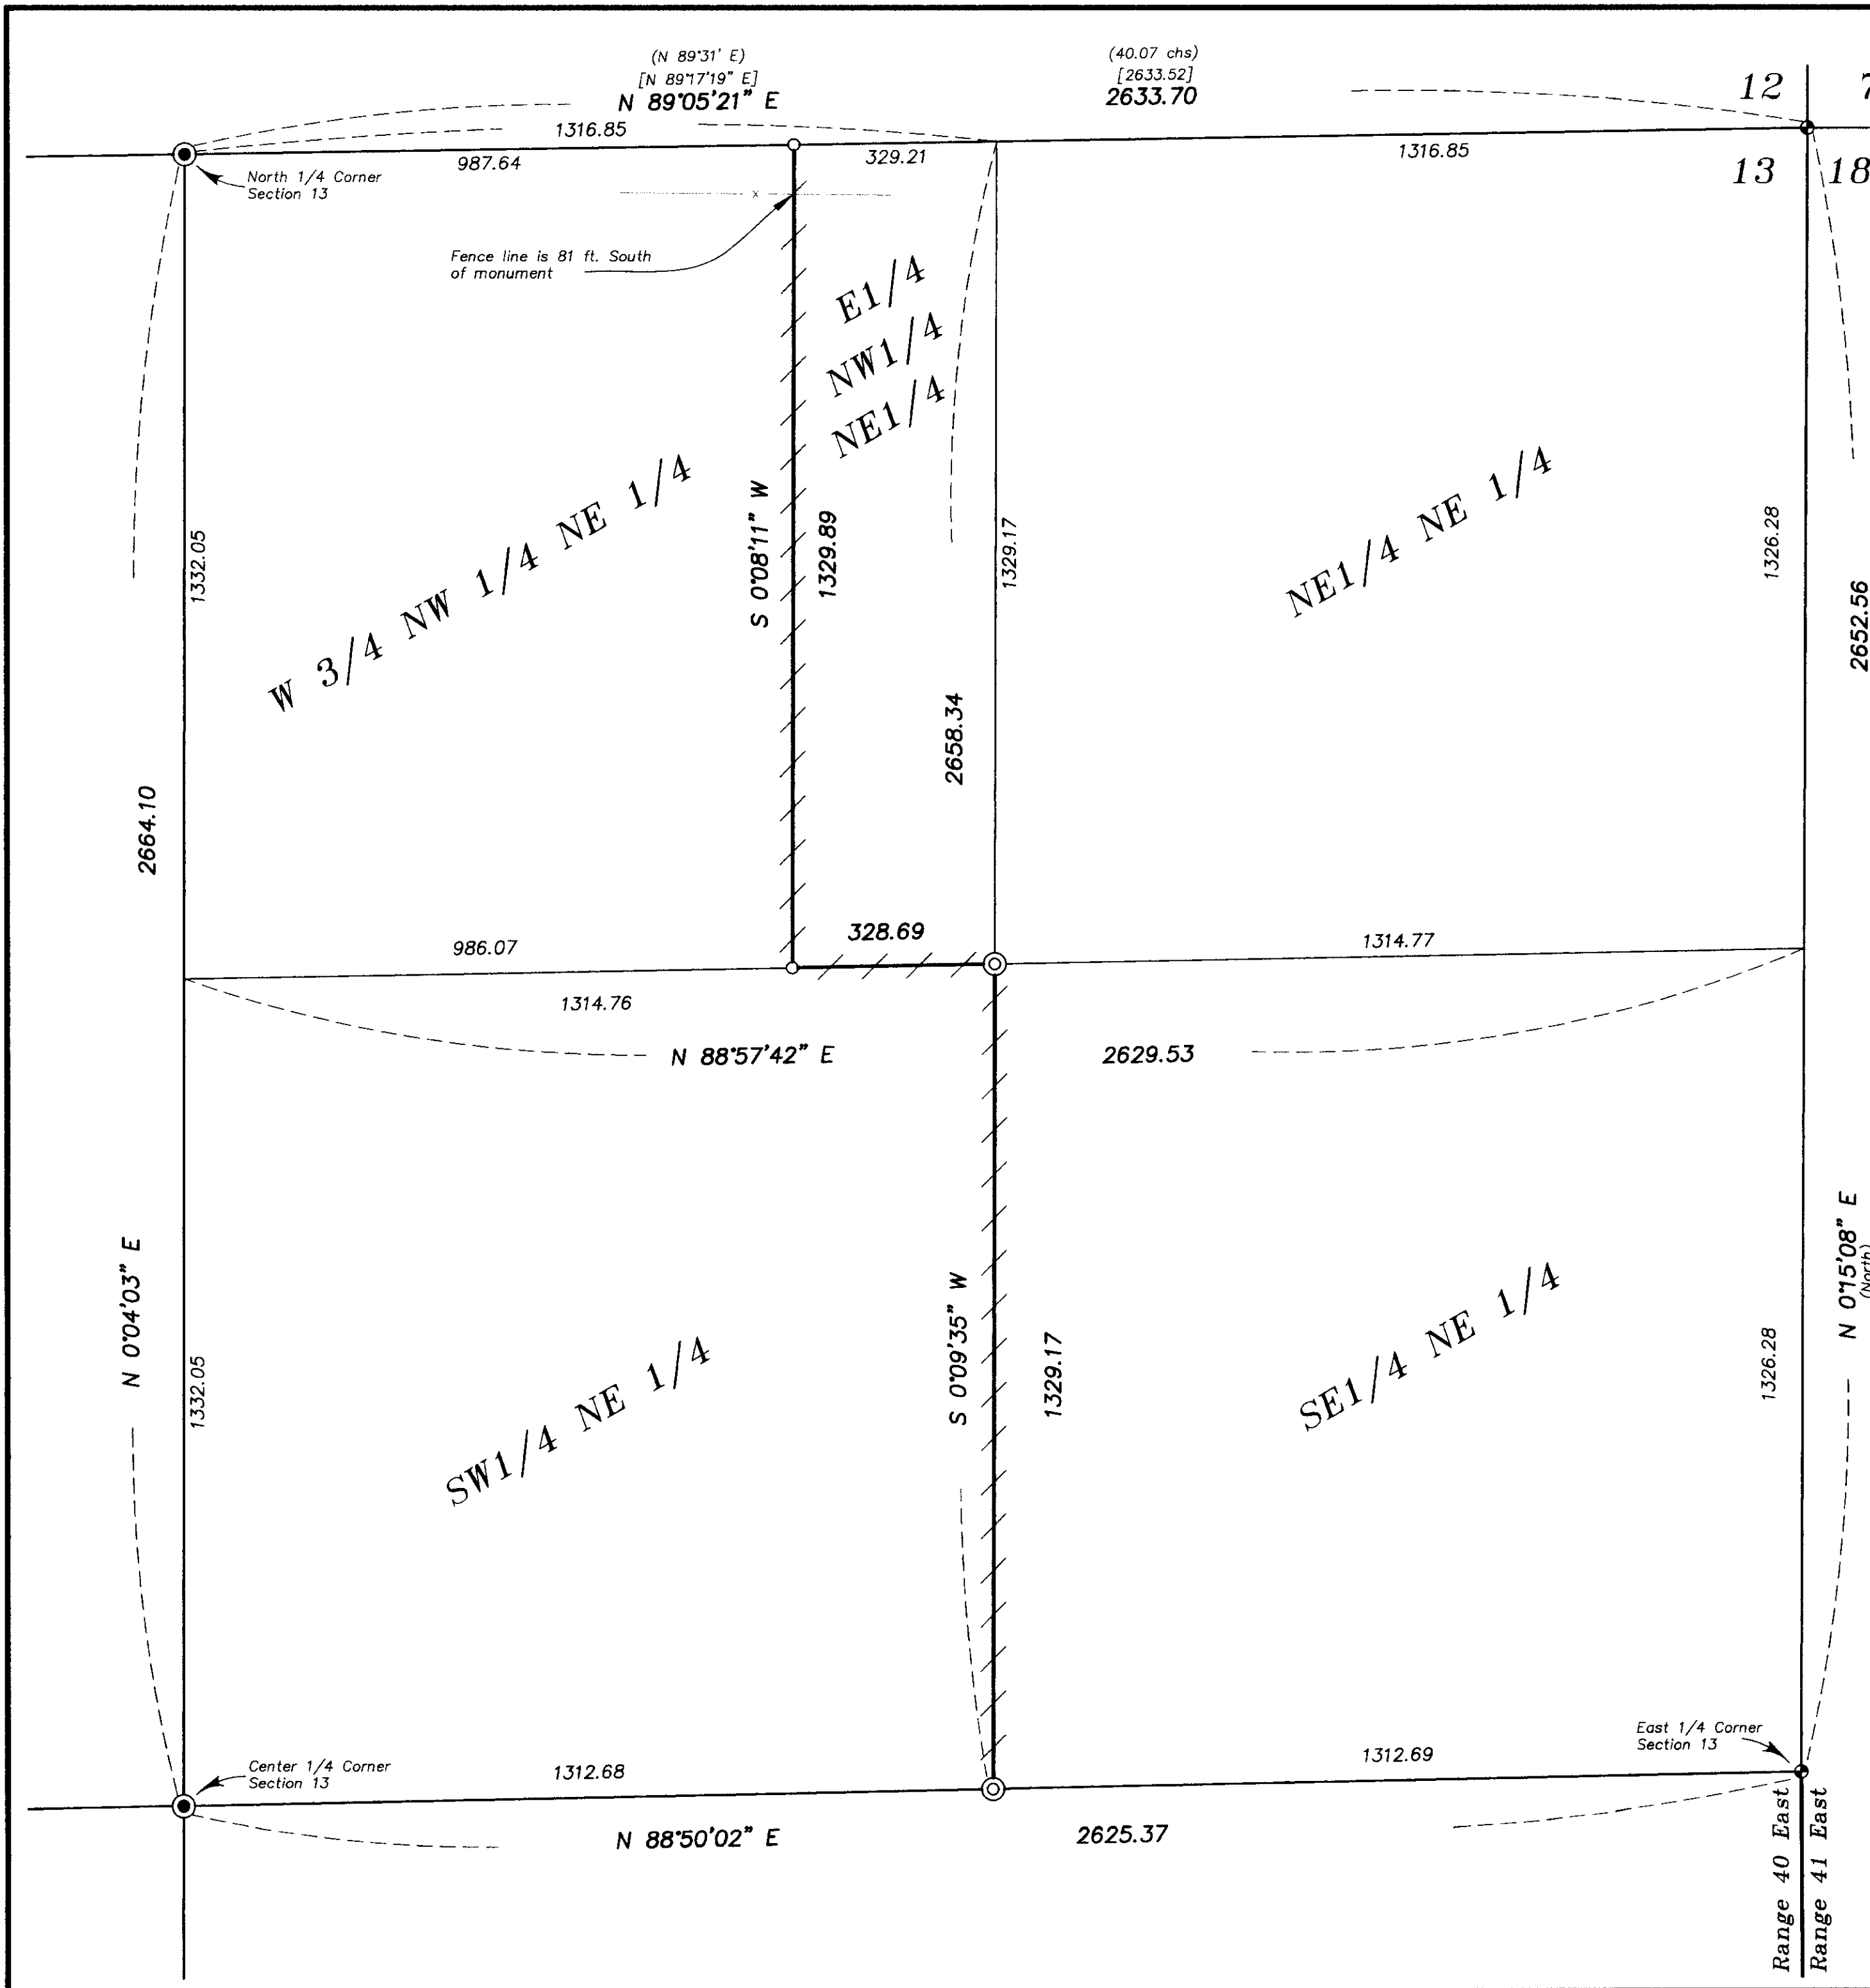 (N 89°31' E)
[N 89°17'19" E]
N 89°05'21" E
(40.07 chs)
[2633.52]
2633.70
12
7
1316.85
987.64
329.21
1316.85
13
18
North 1/4 Corner
Section 13
Fence line is 81 ft. South
of monument
x
E1/4
NW1/4
NE1/4
W 3/4 NW 1/4 NE 1/4
NE1/4 NE 1/4
1332.05
S 0°08'11" W
1329.89
1329.17
1326.28
2652.56
2664.10
2658.34
986.07
328.69
1314.77
1314.76
N 88°57'42" E
2629.53
N 0°04'03" E
1332.05
SW1/4 NE 1/4
S 0°09'35" W
1329.17
SE1/4 NE 1/4
1326.28
N 0°15'08" E
(North)
Center 1/4 Corner
Section 13
1312.68
1312.69
East 1/4 Corner
Section 13
N 88°50'02" E
2625.37
Range 40 East
Range 41 East